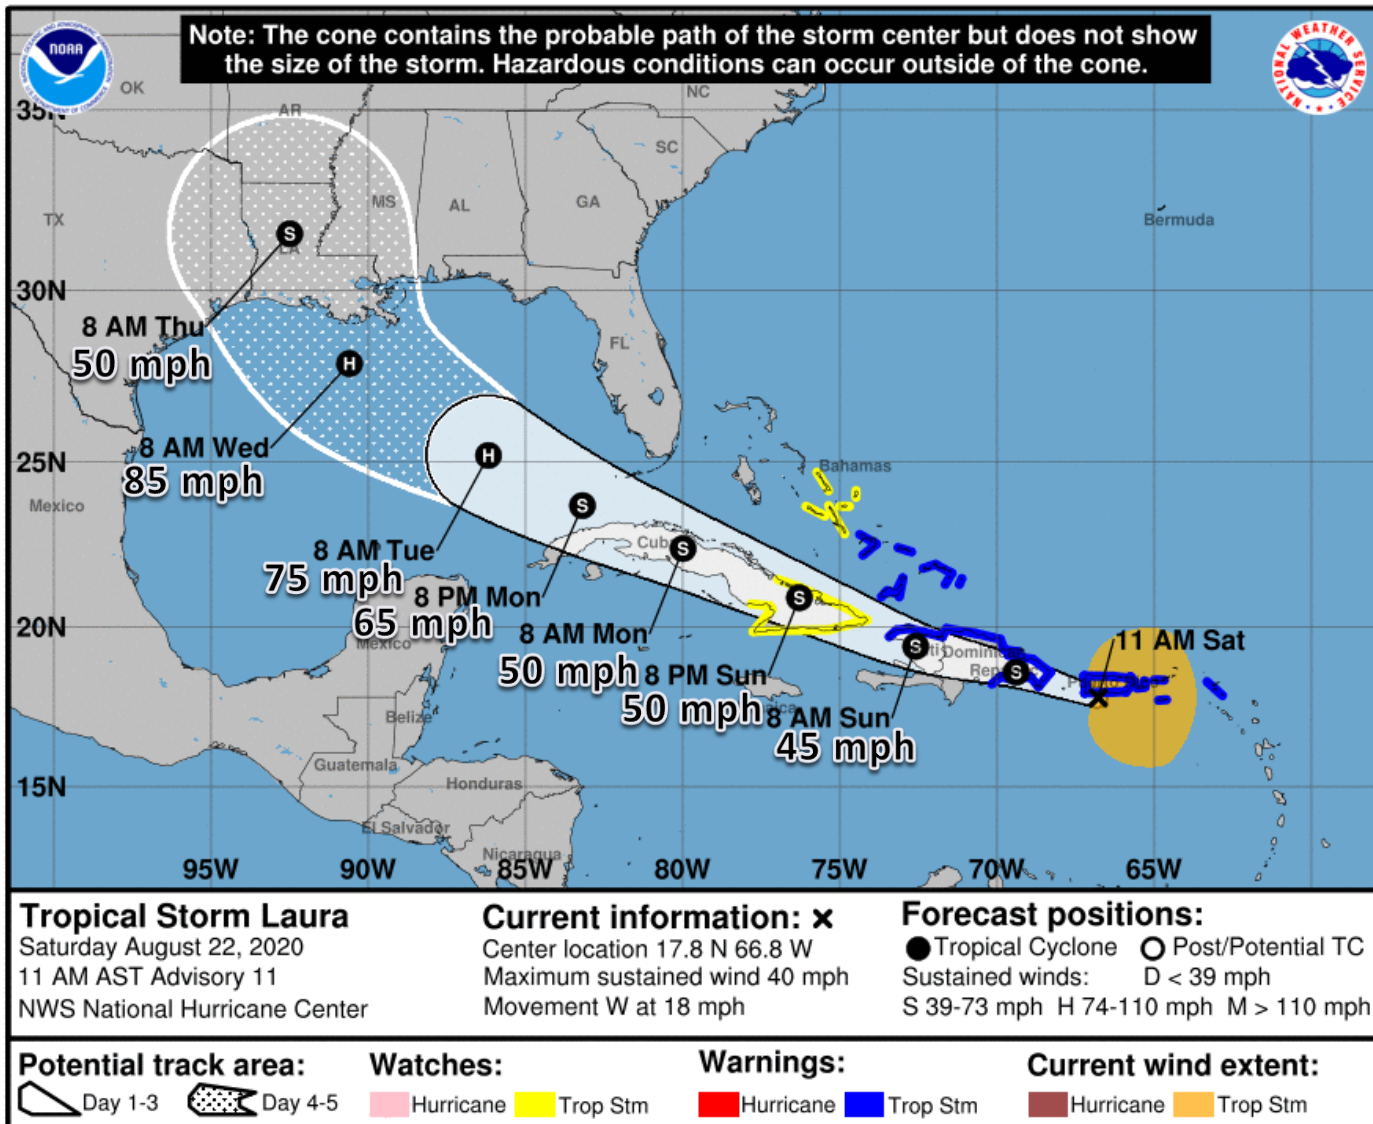 Note: The cone contains the probable path of the storm center but does not show
the size of the storm. Hazardous conditions can occur outside of the cone.
NOAA
NATIONAL WEATHER SERVICE
OK
NC
35N
AR
SC
TX
MS
AL
GA
Bermuda
LA
30N
8 AM Thu
50 mph
FL
8 AM Wed
85 mph
25N
Bahamas
Mexico
Cuba
8 AM Tue
75 mph
8 PM Mon
65 mph
20N
Mexico
8 AM Mon
50 mph
8 PM Sun
50 mph
8 AM Sun
45 mph
11 AM Sat
S
H
H
S
S
S
S
S
Belize
Guatemala
Honduras
15N
El Salvador
Nicaragua
95W
90W
85W
80W
75W
70W
65W
Tropical Storm Laura
Saturday August 22, 2020
11 AM AST Advisory 11
NWS National Hurricane Center
Current information: x
Center location 17.8 N 66.8 W
Maximum sustained wind 40 mph
Movement W at 18 mph
Forecast positions:
Tropical Cyclone Post/Potential TC
Sustained winds: D < 39 mph
S 39-73 mph H 74-110 mph M > 110 mph
Potential track area:
Day 1-3 Day 4-5
Watches:
Hurricane Trop Stm
Warnings:
Hurricane Trop Stm
Current wind extent:
Hurricane Trop Stm